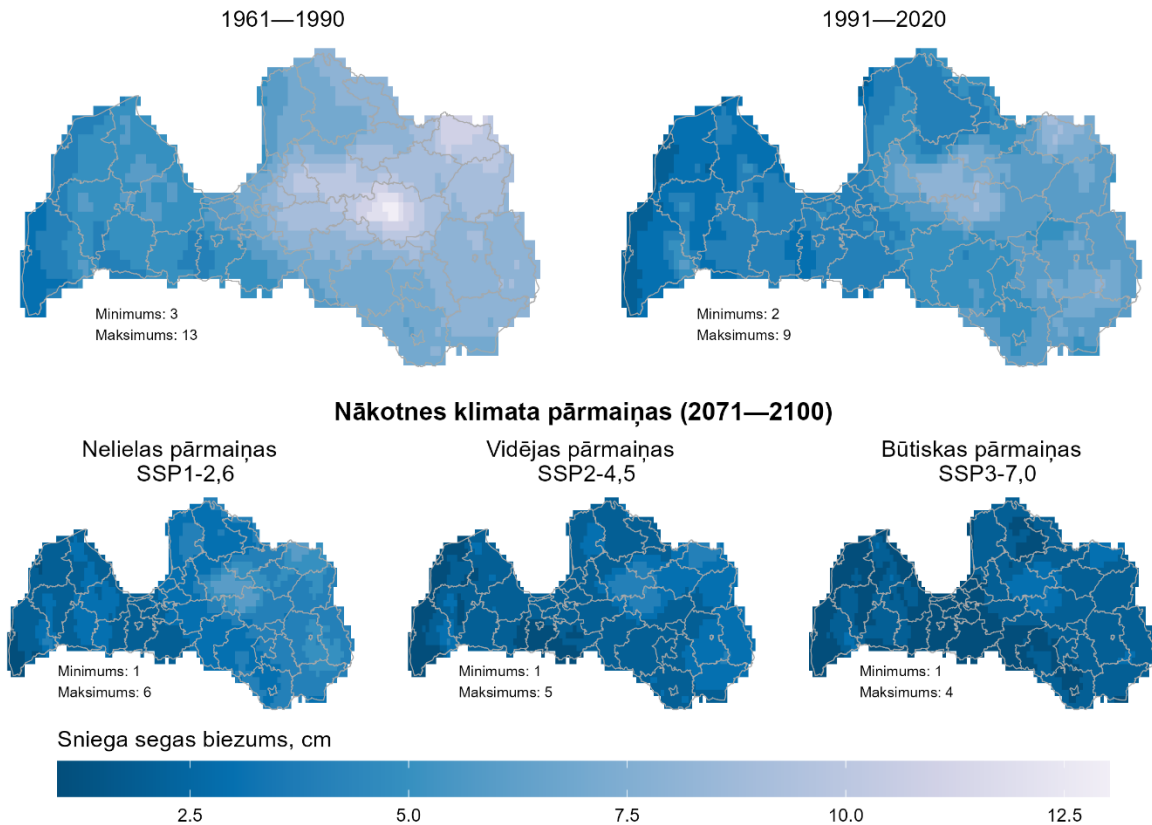 1961—1990
1991—2020
Minimums: 3
Maksimums: 13
Minimums: 2
Maksimums: 9
Nākotnes klimata pārmaiņas (2071—2100)
Nelielas pārmaiņas
SSP1-2,6
Vidējas pārmaiņas
SSP2-4,5
Būtiskas pārmaiņas
SSP3-7,0
Minimums: 1
Maksimums: 6
Minimums: 1
Maksimums: 5
Minimums: 1
Maksimums: 4
Sniega segas biezums, cm
2.5 5.0 7.5 10.0 12.5